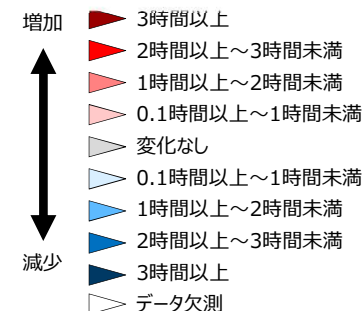 増加
3時間以上
2時間以上～3時間未満
1時間以上～2時間未満
0.1時間以上～1時間未満
変化なし
0.1時間以上～1時間未満
1時間以上～2時間未満
2時間以上～3時間未満
減少
3時間以上
データ欠測